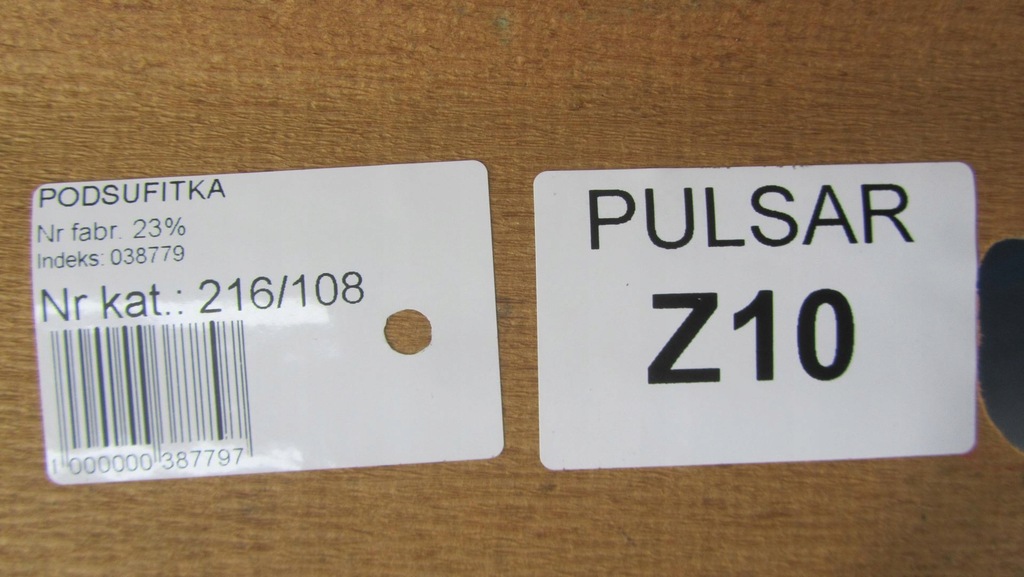 PODSUFITKA
Nr fabr. 23%
Indeks: 038779
Nr kat.: 216/108
1 000000 387797
PULSAR
Z10